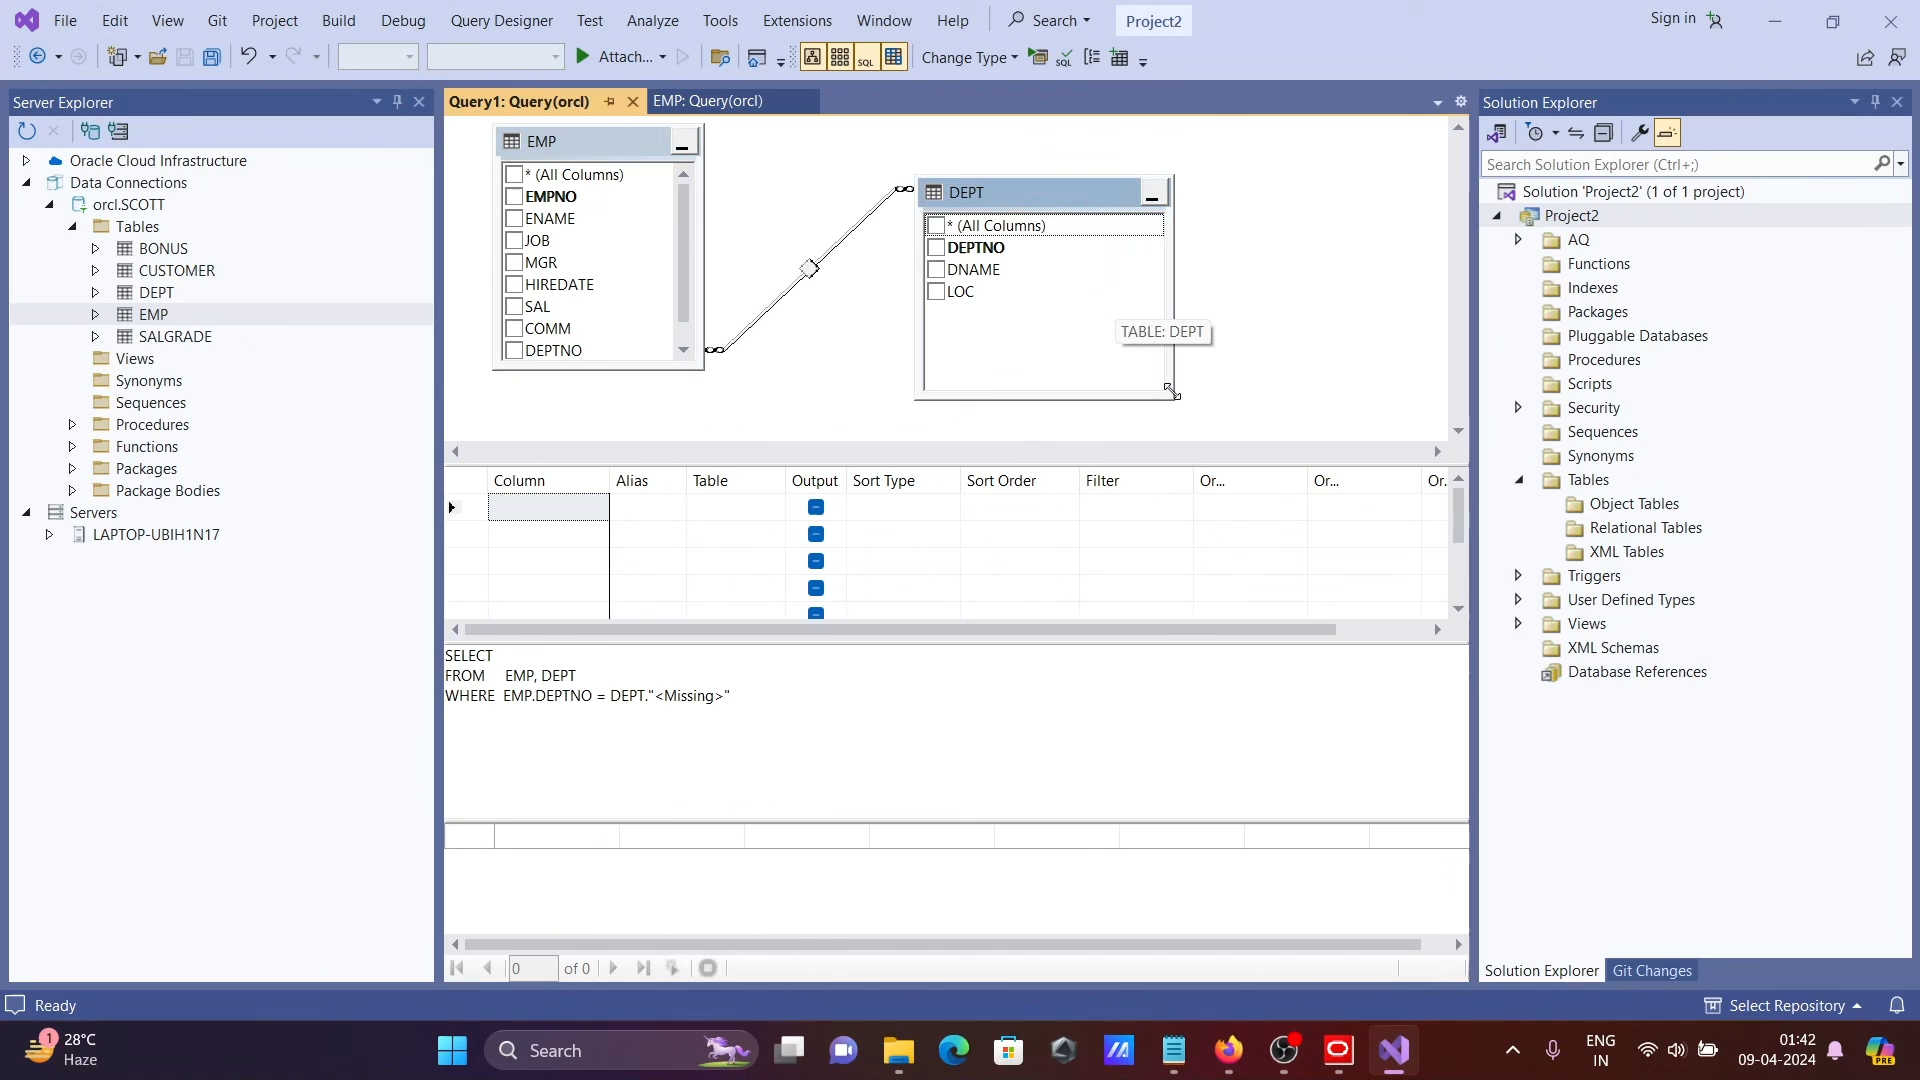 File Edit View Git Project Build Debug Query Designer Test Analyze Tools Extensions Window Help Search Project2 Sign in
Attach... SQL Change Type SQL
Server Explorer
Oracle Cloud Infrastructure
Data Connections
orcl.SCOTT
Tables
BONUS
CUSTOMER
DEPT
EMP
SALGRADE
Views
Synonyms
Sequences
Procedures
Functions
Packages
Package Bodies
Servers
LAPTOP-UBIH1N17
Query1: Query(orcl) EMP: Query(orcl)
EMP
* (All Columns)
EMPNO
ENAME
JOB
MGR
HIREDATE
SAL
COMM
DEPTNO
DEPT
* (All Columns)
DEPTNO
DNAME
LOC
TABLE: DEPT
Column Alias Table Output Sort Type Sort Order Filter Or... Or... Or.
SELECT
FROM EMP, DEPT
WHERE EMP.DEPTNO = DEPT."<Missing>"
0 of 0
Solution Explorer
Search Solution Explorer (Ctrl+;)
Solution 'Project2' (1 of 1 project)
Project2
AQ
Functions
Indexes
Packages
Pluggable Databases
Procedures
Scripts
Security
Sequences
Synonyms
Tables
Object Tables
Relational Tables
XML Tables
Triggers
User Defined Types
Views
XML Schemas
Database References
Solution Explorer Git Changes
Ready
Select Repository
1
28°C
Haze
Search
ENG
IN
01:42
09-04-2024
PRE